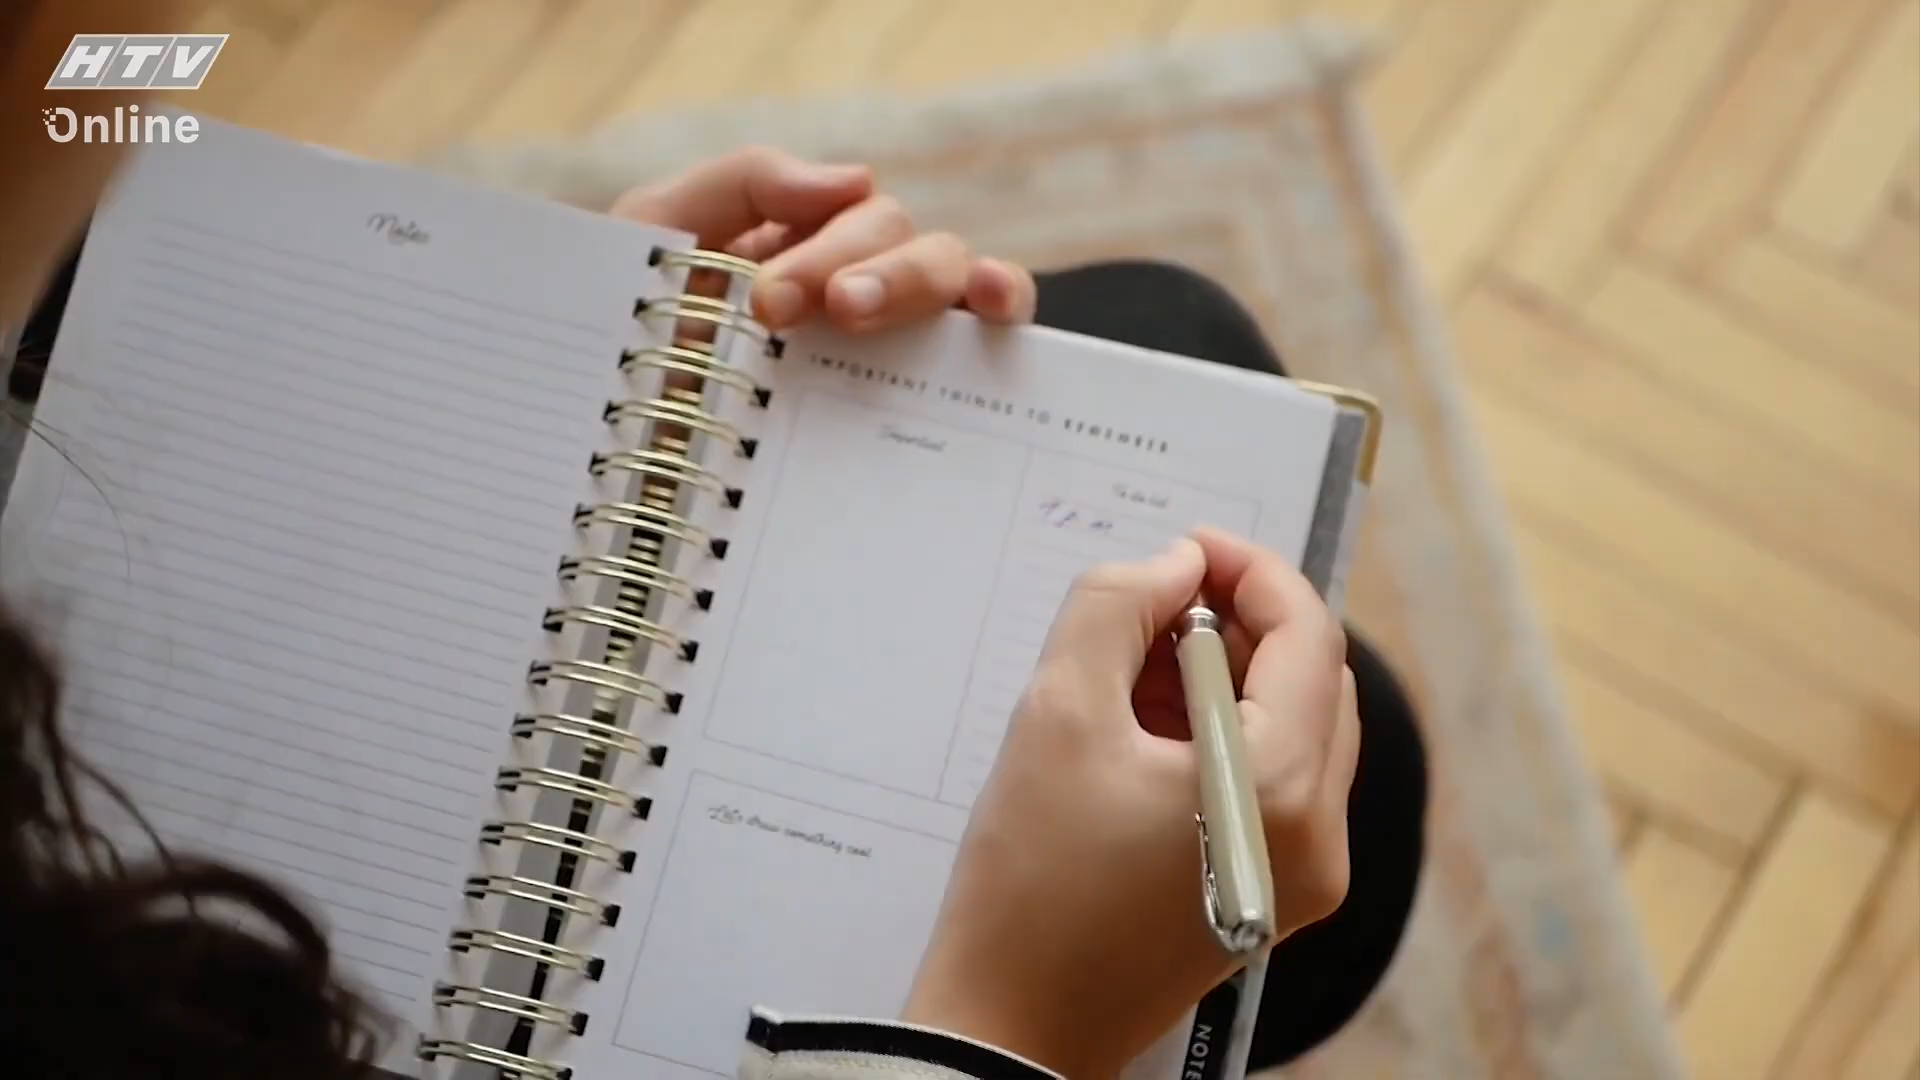 HTV
Online
Notes
IMPORTANT THINGS TO REMEMBER
Important
To do list
Let's draw something cool
NOTE